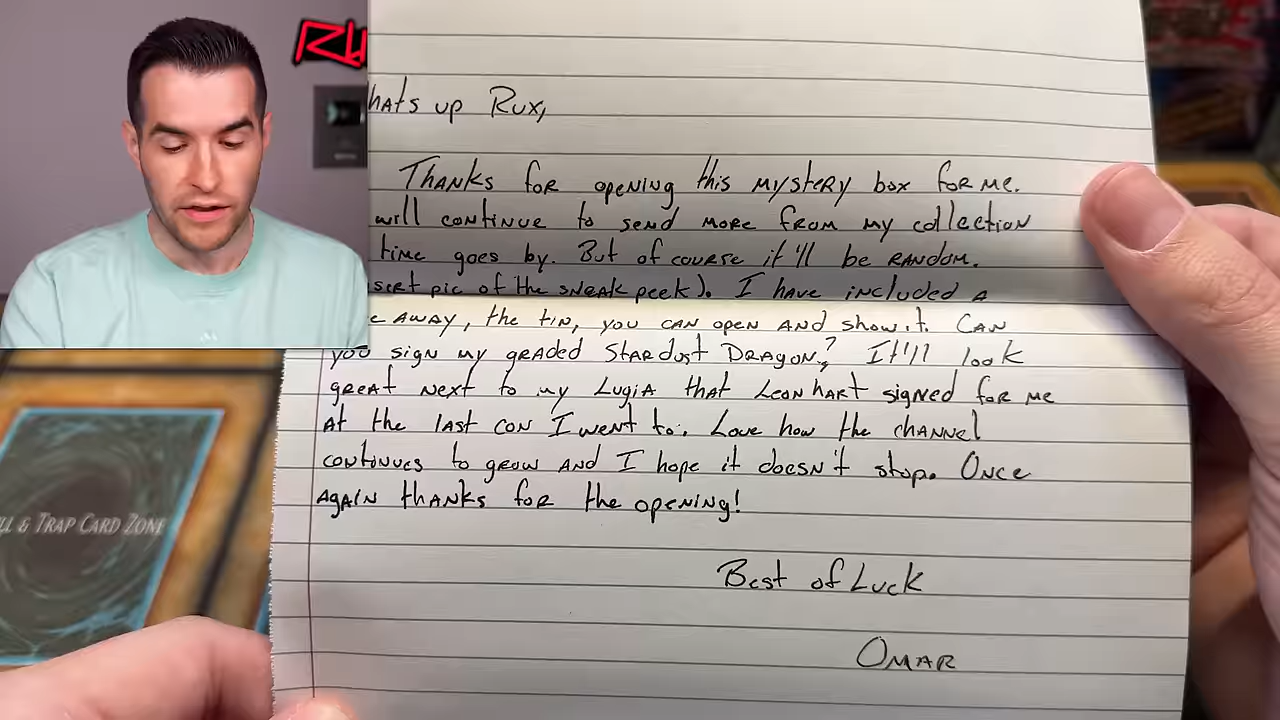 RU
hats up Rux,
Thanks for opening this mystery box for me.
will continue to send more from my collection
time goes by. But of course it'll be random.
sert pic of the sneak peek). I have included a
e away, the tin, you can open and show it. Can
you sign my graded Stardust Dragon? It'll look
great next to my Lugia that Leonhart signed for me
at the last con I went to. Love how the channel
continues to grow and I hope it doesn't stop. Once
again thanks for the opening!
Best of Luck
Omar
LL & TRAP CARD ZONE